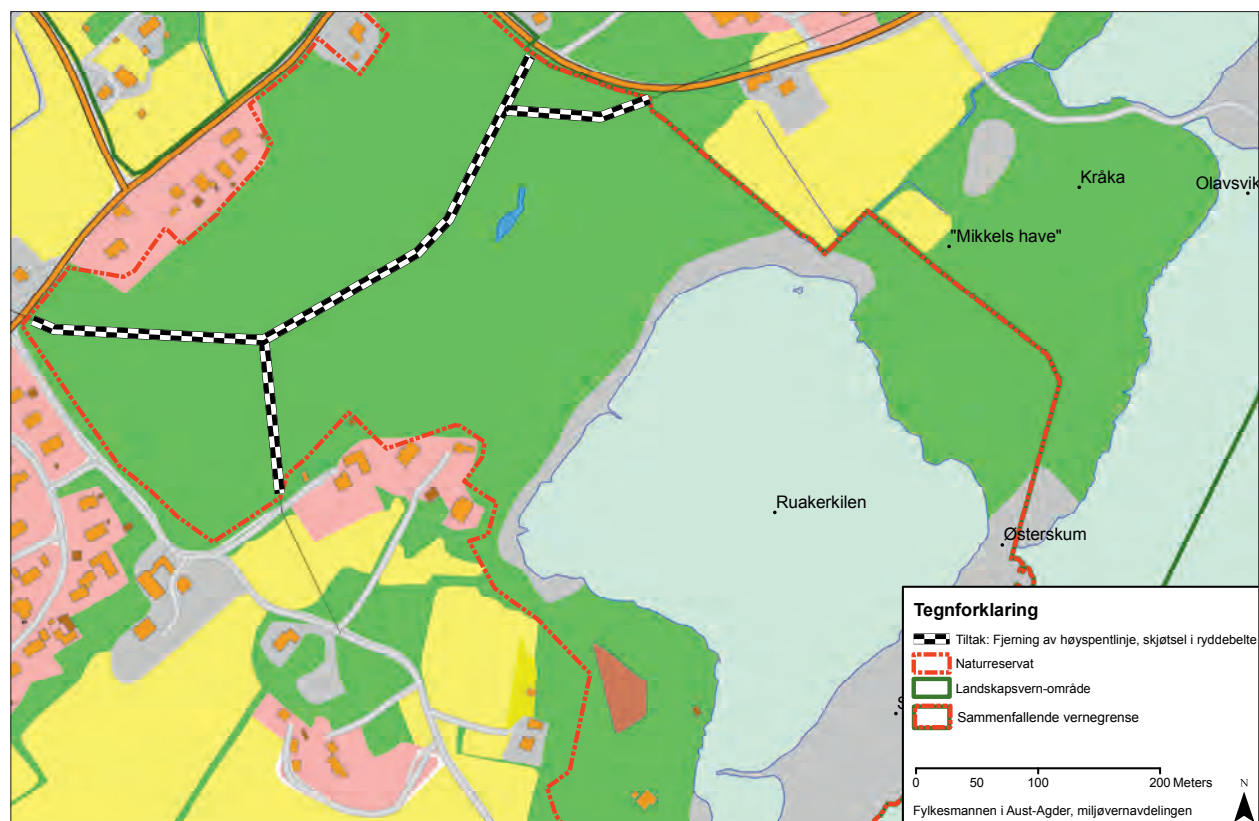 Kråka
Olavsvik
"Mikkels have"
Ruakerkilen
Østerskum
S
Tegnforklaring
Tiltak: Fjerning av høyspentlinje, skjøtsel i ryddebelte
Naturreservat
Landskapsvern-område
Sammenfallende vernegrense
0 50 100 200 Meters
N
Fylkesmannen i Aust-Agder, miljøvernavdelingen